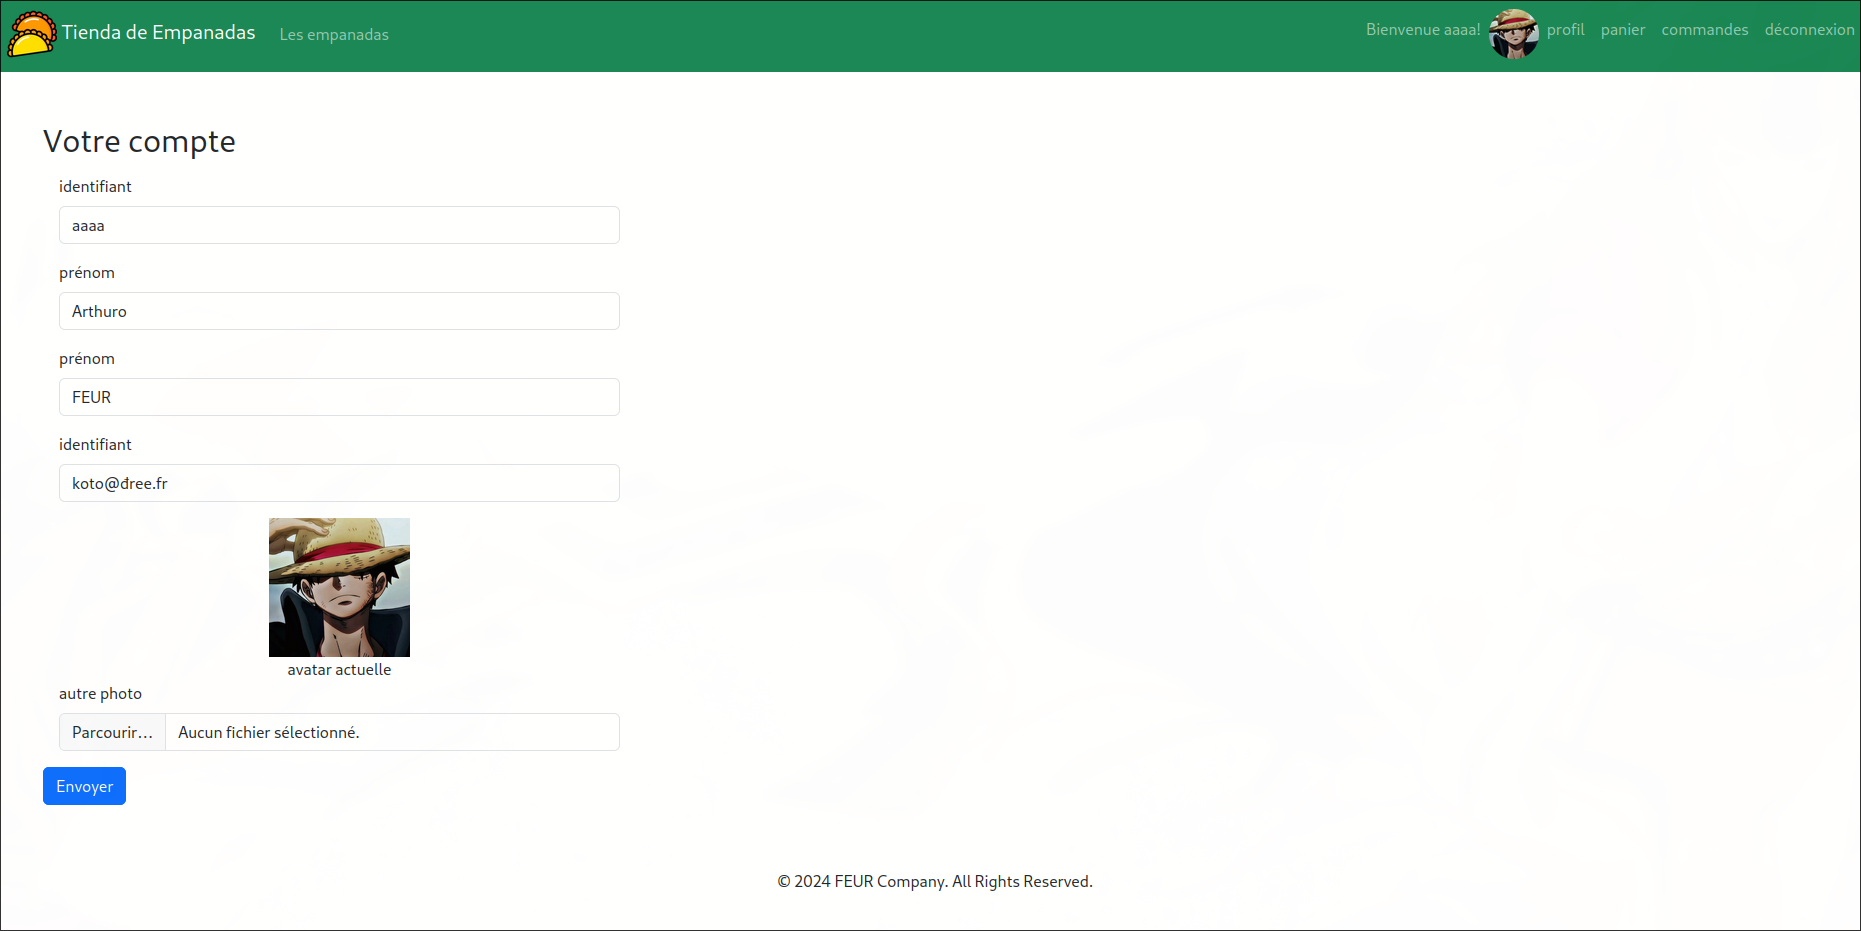 Tienda de Empanadas Les empanadas Bienvenue aaaa! profil panier commandes déconnexion
Votre compte
identifiant
aaaa
prénom
Arthuro
prénom
FEUR
identifiant
koto@dree.fr
avatar actuelle
autre photo
Parcourir... Aucun fichier sélectionné.
Envoyer
© 2024 FEUR Company. All Rights Reserved.